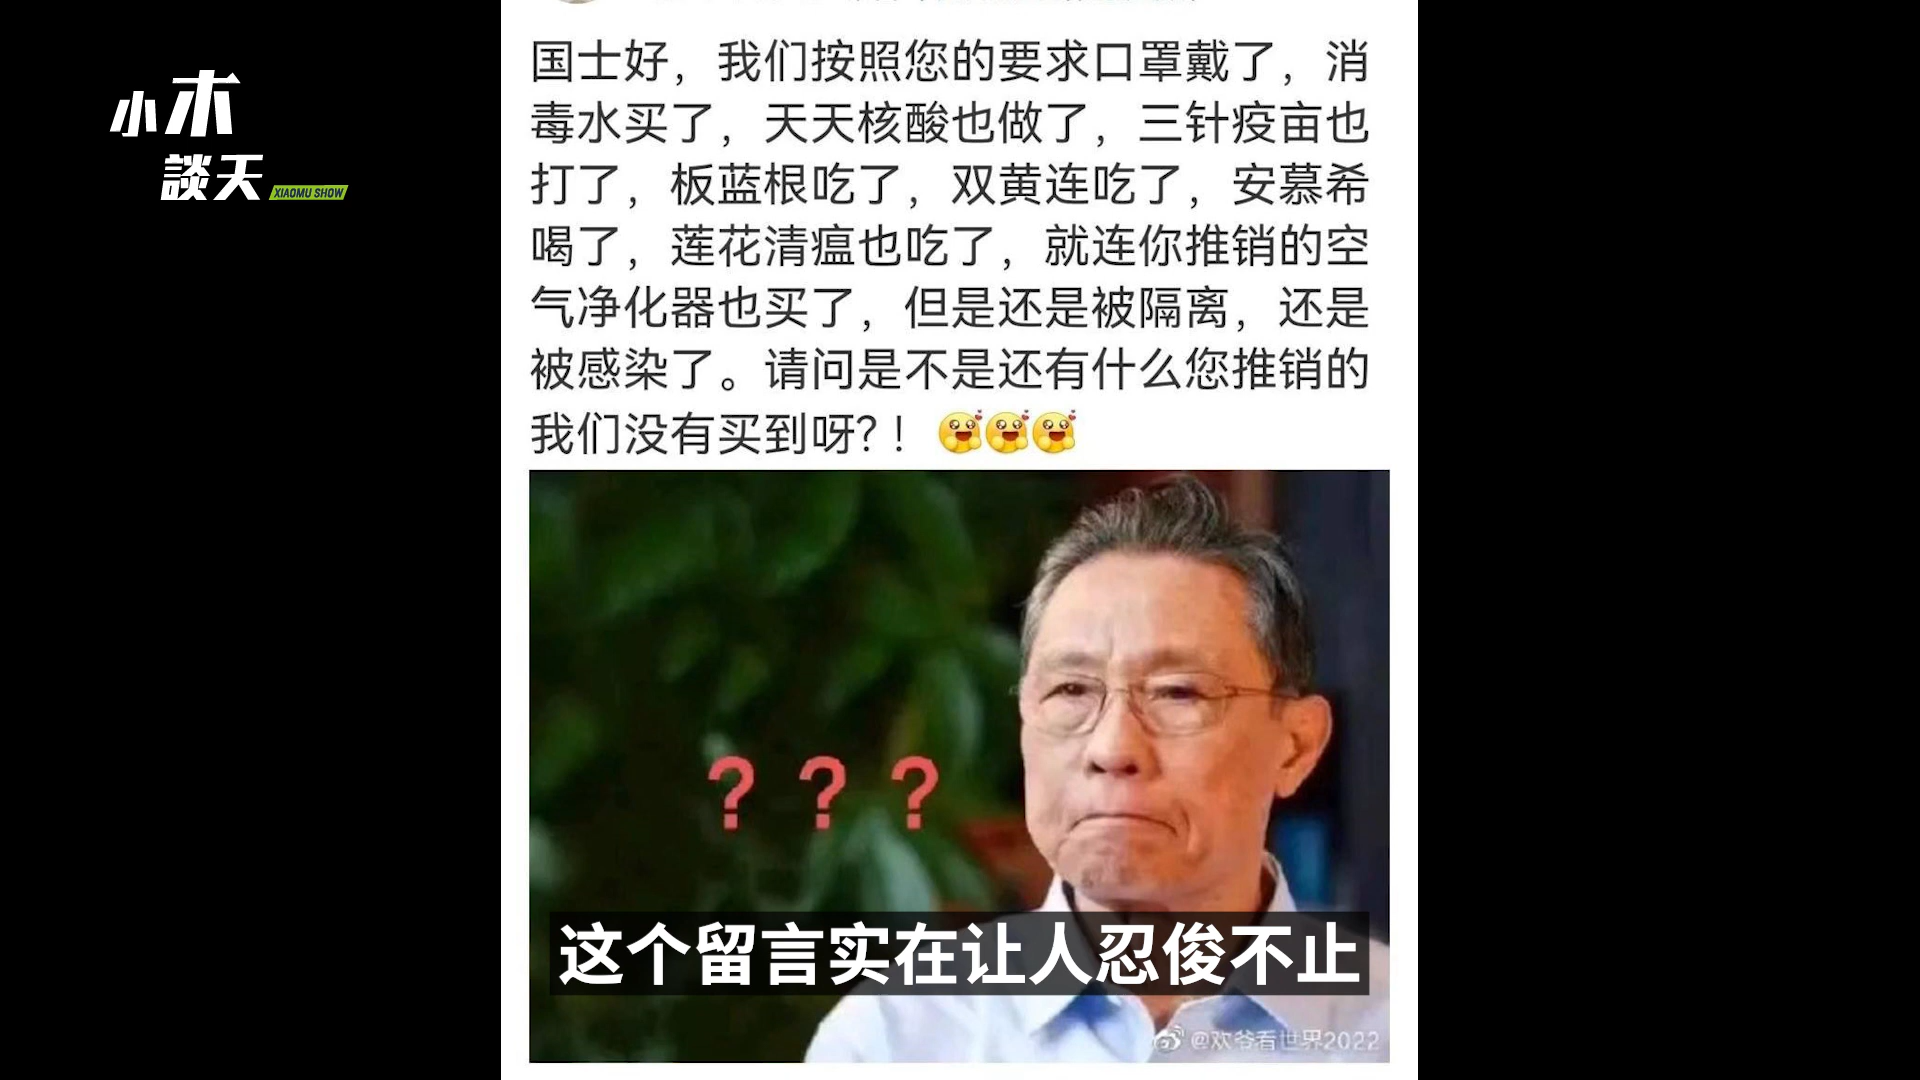 小木
談天
XIAOMU SHOW
国士好，我们按照您的要求口罩戴了，消
毒水买了，天天核酸也做了，三针疫苗也
打了，板蓝根吃了，双黄连吃了，安慕希
喝了，莲花清瘟也吃了，就连你推销的空
气净化器也买了，但是还是被隔离，还是
被感染了。请问是不是还有什么您推销的
我们没有买到呀？！
？？？
这个留言实在让人忍俊不止
@欢爷看世界2022